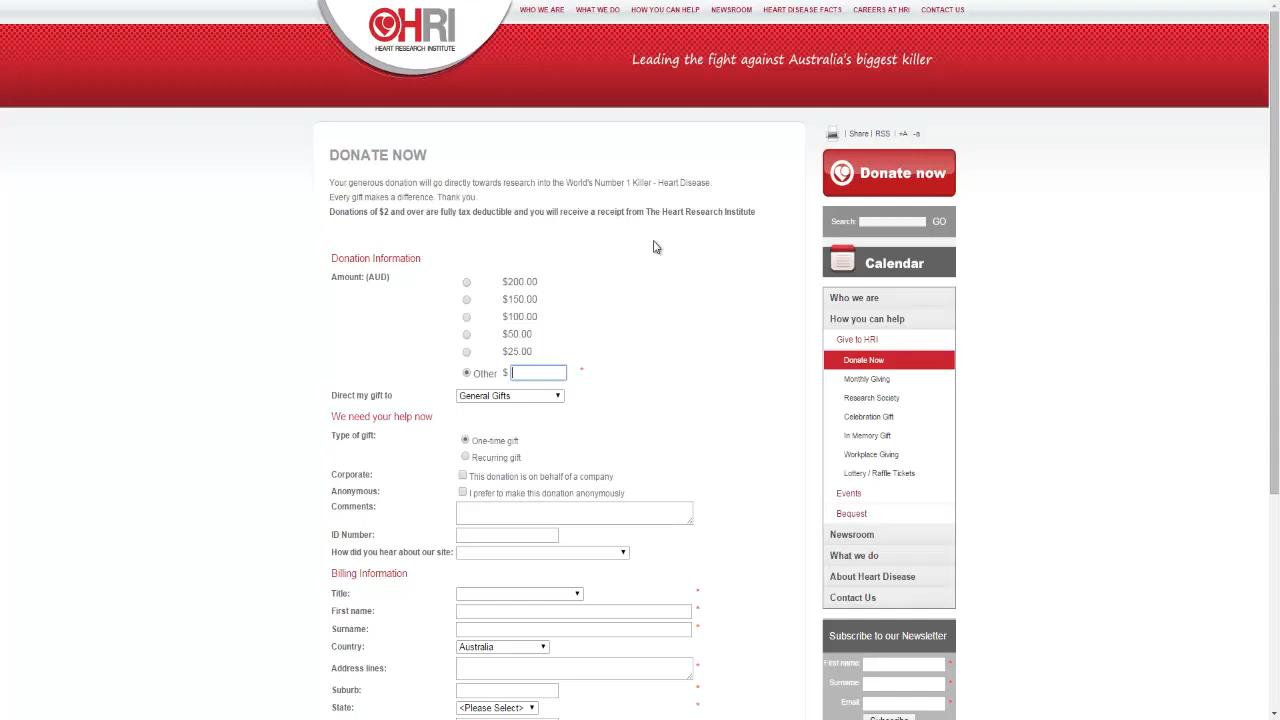 WHO WE ARE WHAT WE DO HOW YOU CAN HELP NEWSROOM HEART DISEASE FACTS CAREERS AT HRI CONTACT US
HRI
HEART RESEARCH INSTITUTE
Leading the fight against Australia's biggest killer
| Share | RSS | +A -a
DONATE NOW
Your generous donation will go directly towards research into the World's Number 1 Killer - Heart Disease.
Every gift makes a difference. Thank you.
Donations of $2 and over are fully tax deductible and you will receive a receipt from The Heart Research Institute
Donation Information
Amount: (AUD)
$200.00
$150.00
$100.00
$50.00
$25.00
Other $ *
Direct my gift to General Gifts
We need your help now
Type of gift: One-time gift
Recurring gift
Corporate: This donation is on behalf of a company
Anonymous: I prefer to make this donation anonymously
Comments:
ID Number:
How did you hear about our site:
Billing Information
Title: *
First name: *
Surname: *
Country: Australia
Address lines: *
Suburb: *
State: <Please Select> *
Donate now
Search: GO
Calendar
Who we are
How you can help
Give to HRI
Donate Now
Monthly Giving
Research Society
Celebration Gift
In Memory Gift
Workplace Giving
Lottery / Raffle Tickets
Events
Bequest
Newsroom
What we do
About Heart Disease
Contact Us
Subscribe to our Newsletter
First name: *
Surname: *
Email: *
Subscribe